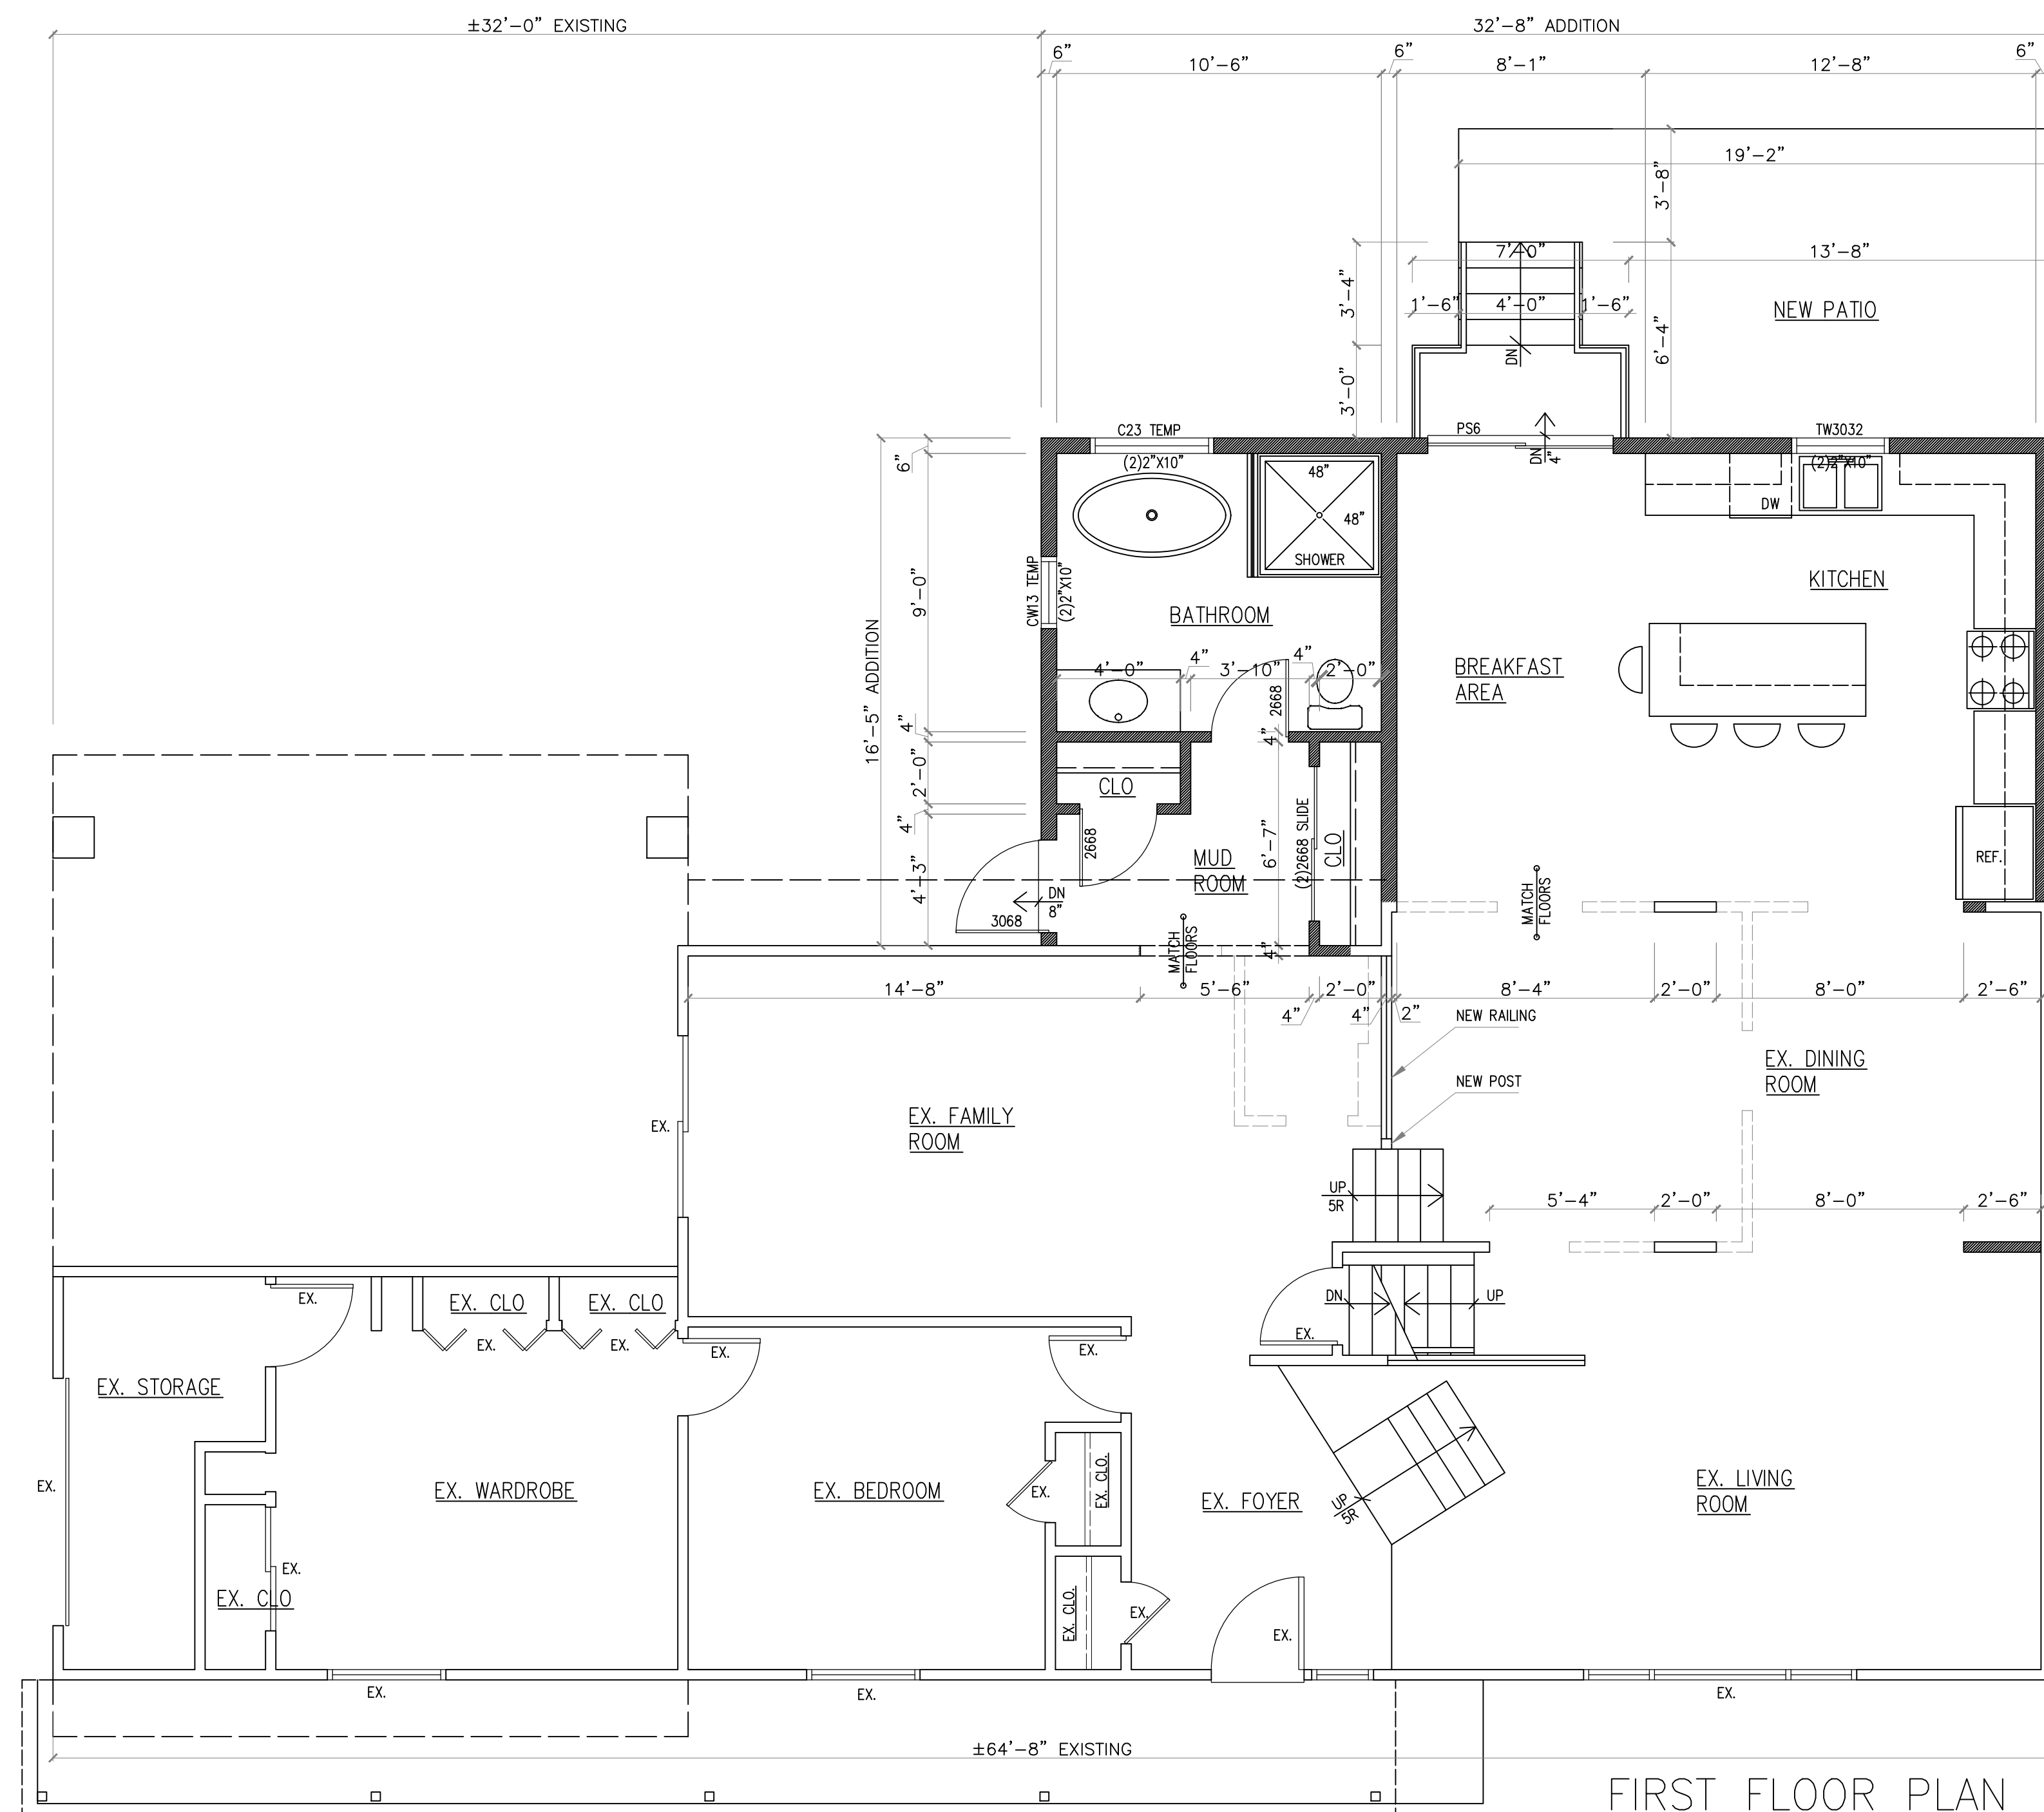 ±32'-0" EXISTING
32'-8" ADDITION
6"
10'-6"
6"
8'-1"
12'-8"
6"
19'-2"
3'-8"
7'-0"
13'-8"
3'-4"
1'-6"
4'-0"
1'-6"
NEW PATIO
6'-4"
DN
3'-0"
C23 TEMP
PS6
TW3032
6"
(2)2"X10"
DN
4"
(2)2"X10"
48"
48"
DW
SHOWER
CW13 TEMP
(2)2"X10"
9'-0"
KITCHEN
BATHROOM
16'-5" ADDITION
4'-0"
4"
3'-10"
4"
2'-0"
BREAKFAST
AREA
2668
4"
4"
2'-0"
CLO
4"
2668
6'-7"
(2)2668 SLIDE
CLO
MUD
ROOM
REF.
4'-3"
DN
8"
3068
MATCH
FLOORS
MATCH
FLOORS
4"
14'-8"
5'-6"
2'-0"
8'-4"
2'-0"
8'-0"
2'-6"
4"
4"
2"
NEW RAILING
EX. DINING
ROOM
NEW POST
EX. FAMILY
ROOM
EX.
UP
5R
5'-4"
2'-0"
8'-0"
2'-6"
EX.
EX. CLO
EX. CLO
DN
UP
EX.
EX.
EX.
EX.
EX.
EX. STORAGE
EX.
EX. WARDROBE
EX. BEDROOM
EX.
EX. CLO.
EX. FOYER
UP
5R
EX. LIVING
ROOM
EX.
EX. CLO
EX. CLO.
EX.
EX.
EX.
EX.
EX.
±64'-8" EXISTING
FIRST FLOOR PLAN